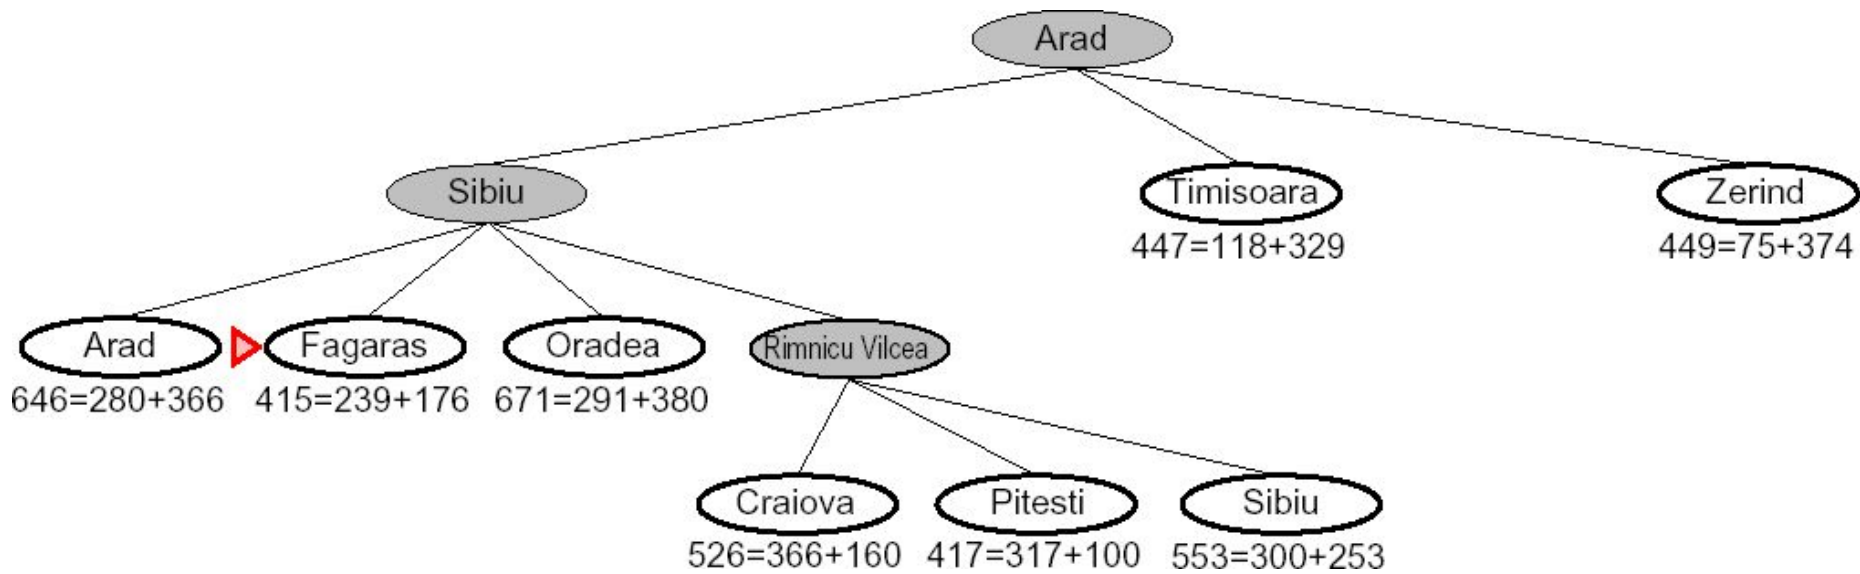 Arad
Sibiu
Timisoara
Zerind
447=118+329
449=75+374
Arad
Fagaras
Oradea
Rimnicu Vilcea
646=280+366
415=239+176
671=291+380
Craiova
Pitesti
Sibiu
526=366+160
417=317+100
553=300+253